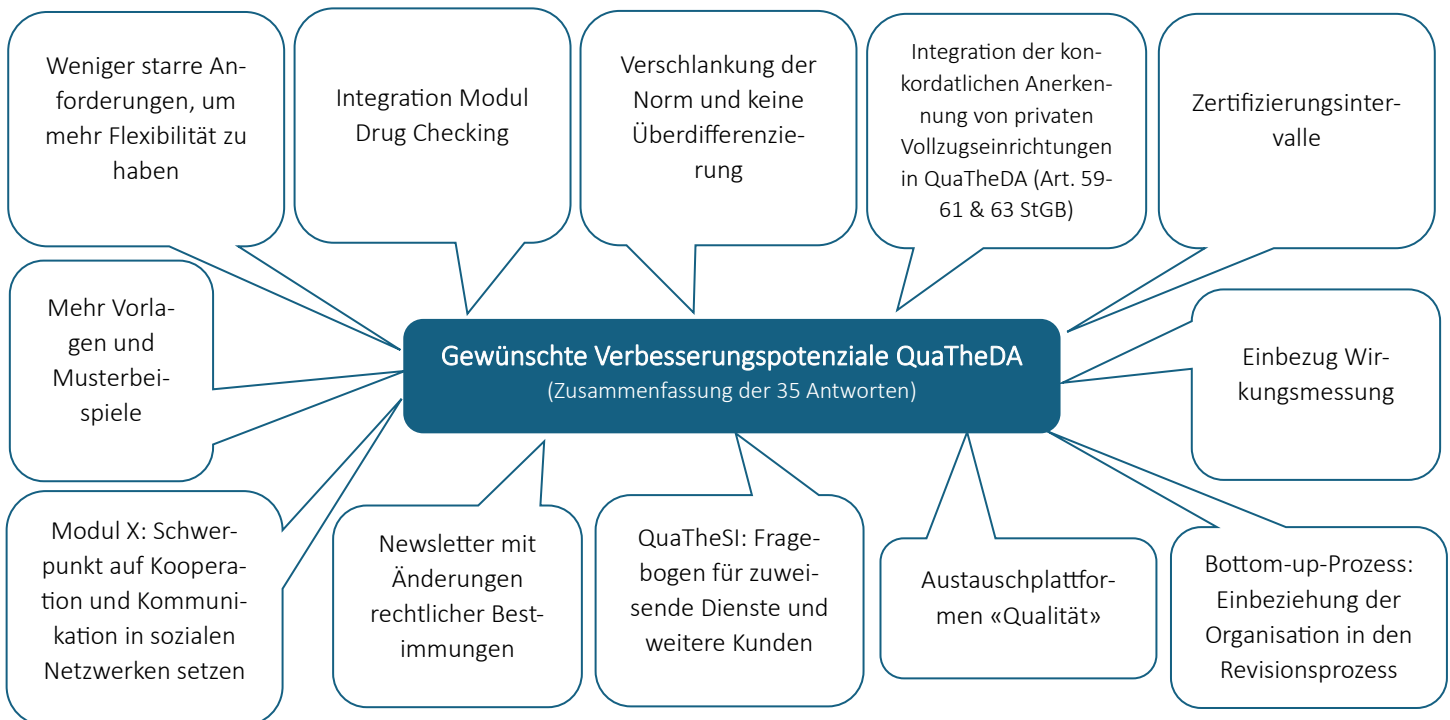 Weniger starre An-
forderungen, um
mehr Flexibilität zu
haben
Integration Modul
Drug Checking
Verschlankung der
Norm und keine
Überdifferenzie-
rung
Integration der kon-
kordatlichen Anerken-
nung von privaten
Vollzugseinrichtungen
in QuaTheDA (Art. 59-
61 & 63 StGB)
Zertifizierungsinter-
valle
Mehr Vorla-
gen und
Musterbei-
spiele
Gewünschte Verbesserungspotenziale QuaTheDA
(Zusammenfassung der 35 Antworten)
Einbezug Wir-
kungsmessung
Modul X: Schwer-
punkt auf Koopera-
tion und Kommuni-
kation in sozialen
Netzwerken setzen
Newsletter mit
Änderungen
rechtlicher Best-
immungen
QuaTheSI: Frage-
bogen für zuwei-
sende Dienste und
weitere Kunden
Austauschplattfor-
men «Qualität»
Bottom-up-Prozess:
Einbeziehung der
Organisation in den
Revisionsprozess